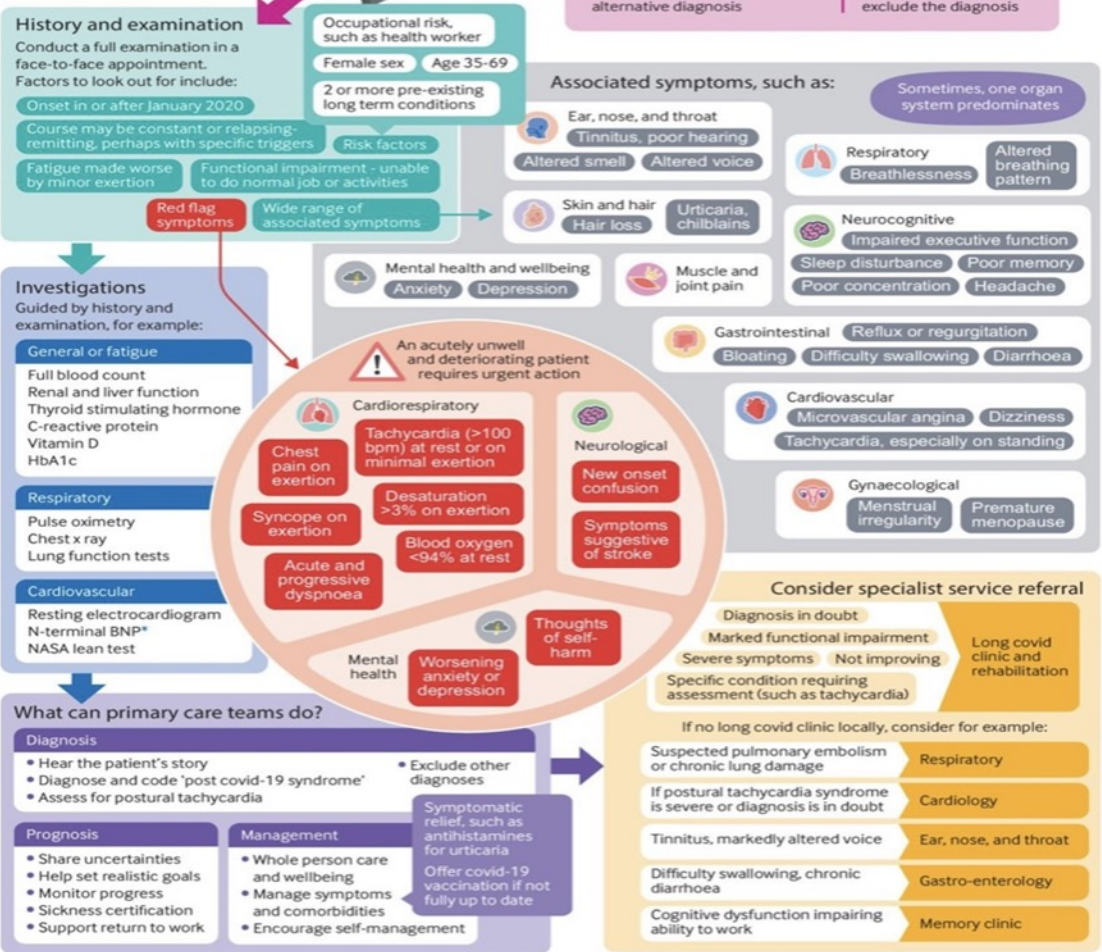 alternative diagnosis
exclude the diagnosis
History and examination
Conduct a full examination in a
face-to-face appointment.
Factors to look out for include:
Onset in or after January 2020
Course may be constant or relapsing-
remitting, perhaps with specific triggers
Risk factors
Fatigue made worse
by minor exertion
Functional impairment - unable
to do normal job or activities
Red flag
symptoms
Wide range of
associated symptoms
Occupational risk,
such as health worker
Female sex
Age 35-69
2 or more pre-existing
long term conditions
Associated symptoms, such as:
Sometimes, one organ
system predominates
Ear, nose, and throat
Tinnitus, poor hearing
Altered smell
Altered voice
Respiratory
Breathlessness
Altered
breathing
pattern
Skin and hair
Hair loss
Urticaria,
chilblains
Neurocognitive
Impaired executive function
Sleep disturbance
Poor memory
Poor concentration
Headache
Mental health and wellbeing
Anxiety
Depression
Muscle and
joint pain
Gastrointestinal
Reflux or regurgitation
Bloating
Difficulty swallowing
Diarrhoea
Cardiovascular
Microvascular angina
Dizziness
Tachycardia, especially on standing
Gynaecological
Menstrual
irregularity
Premature
menopause
Investigations
Guided by history and
examination, for example:
General or fatigue
Full blood count
Renal and liver function
Thyroid stimulating hormone
C-reactive protein
Vitamin D
HbA1c
Respiratory
Pulse oximetry
Chest x ray
Lung function tests
Cardiovascular
Resting electrocardiogram
N-terminal BNP*
NASA lean test
An acutely unwell
and deteriorating patient
requires urgent action
Cardiorespiratory
Chest
pain on
exertion
Tachycardia (>100
bpm) at rest or on
minimal exertion
Desaturation
>3% on exertion
Syncope on
exertion
Blood oxygen
<94% at rest
Acute and
progressive
dyspnoea
Neurological
New onset
confusion
Symptoms
suggestive
of stroke
Mental
health
Worsening
anxiety or
depression
Thoughts
of self-
harm
What can primary care teams do?
Diagnosis
• Hear the patient's story
• Diagnose and code 'post covid-19 syndrome'
• Assess for postural tachycardia
• Exclude other
diagnoses
Prognosis
• Share uncertainties
• Help set realistic goals
• Monitor progress
• Sickness certification
• Support return to work
Management
• Whole person care
and wellbeing
• Manage symptoms
and comorbidities
• Encourage self-management
Symptomatic
relief, such as
antihistamines
for urticaria
Offer covid-19
vaccination if not
fully up to date
Consider specialist service referral
Diagnosis in doubt
Marked functional impairment
Severe symptoms
Not improving
Specific condition requiring
assessment (such as tachycardia)
Long covid
clinic and
rehabilitation
If no long covid clinic locally, consider for example:
Suspected pulmonary embolism
or chronic lung damage
Respiratory
If postural tachycardia syndrome
is severe or diagnosis is in doubt
Cardiology
Tinnitus, markedly altered voice
Ear, nose, and throat
Difficulty swallowing, chronic
diarrhoea
Gastro-enterology
Cognitive dysfunction impairing
ability to work
Memory clinic